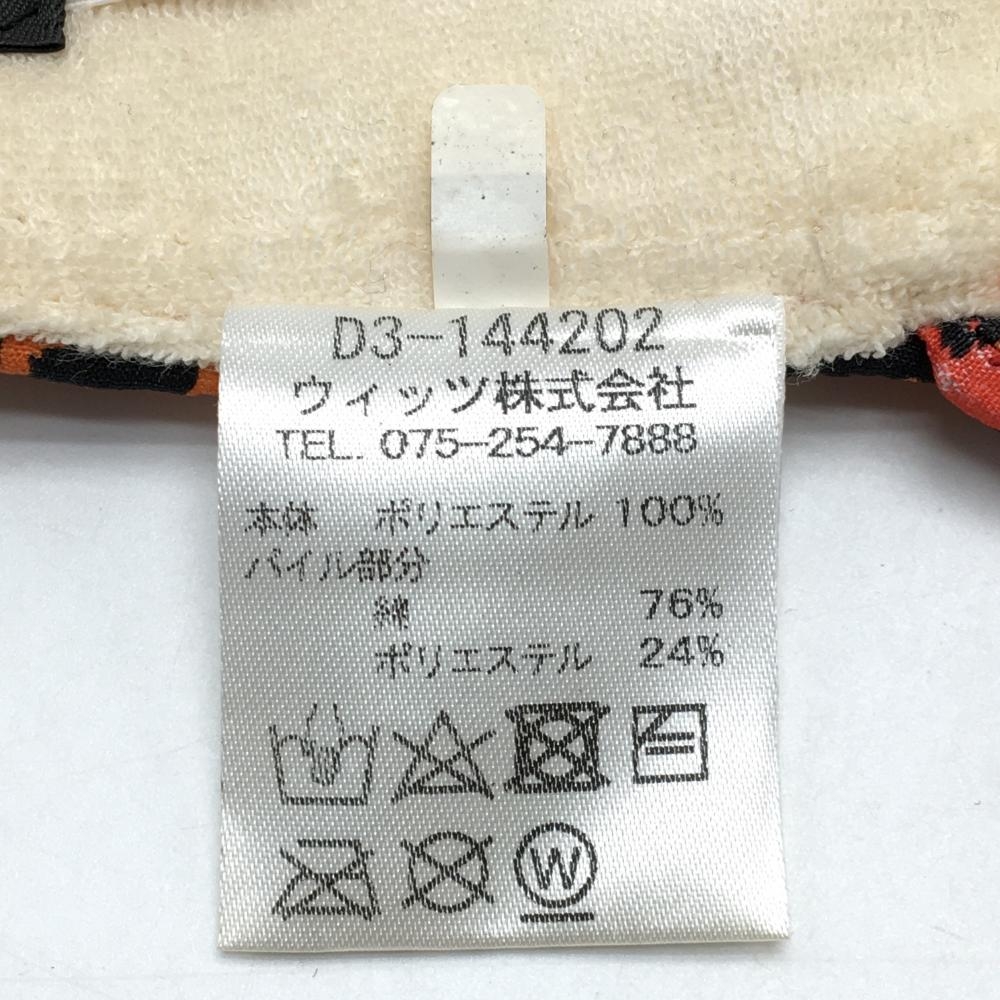 D3-144202
ウィッツ株式会社
TEL. 075-254-7888
本体 ポリエステル 100%
パイル部分
綿 76%
ポリエステル 24%
W